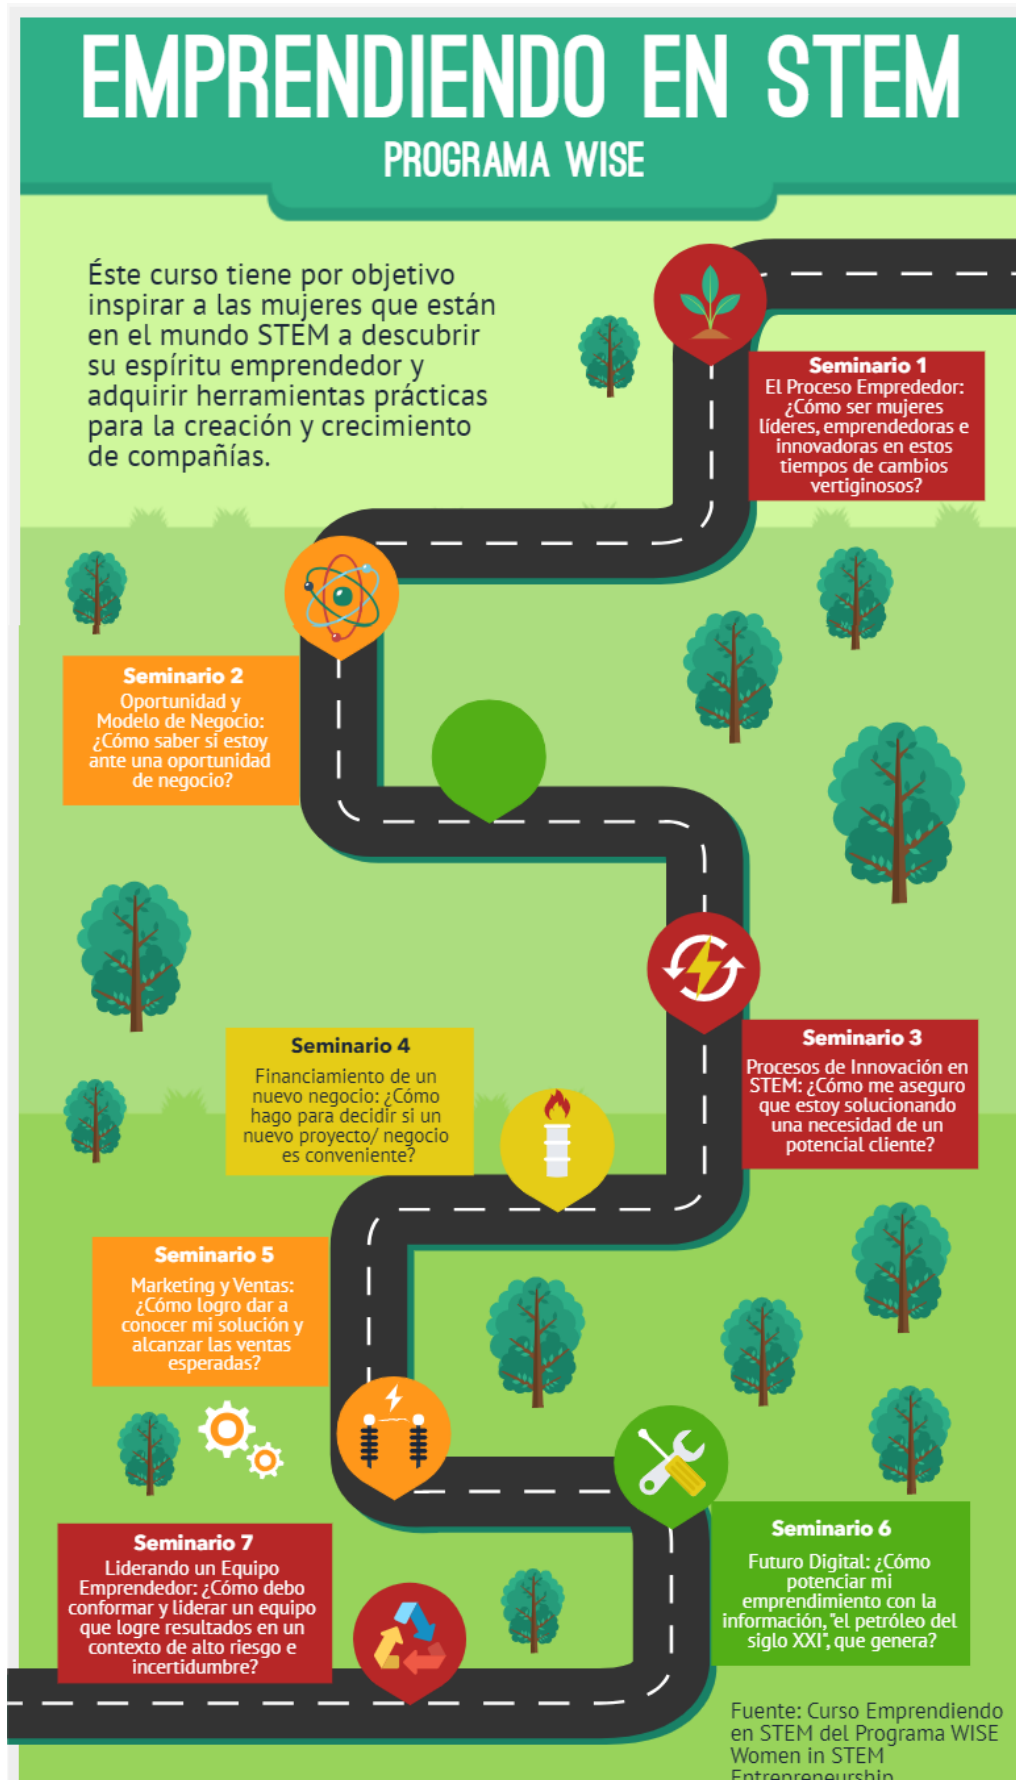 EMPRENDIENDO EN STEM
PROGRAMA WISE
Éste curso tiene por objetivo
inspirar a las mujeres que están
en el mundo STEM a descubrir
su espíritu emprendedor y
adquirir herramientas prácticas
para la creación y crecimiento
de compañías.
Seminario 1
El Proceso Emprededor:
¿Cómo ser mujeres
líderes, emprendedoras e
innovadoras en estos
tiempos de cambios
vertiginosos?
Seminario 2
Oportunidad y
Modelo de Negocio:
¿Cómo saber si estoy
ante una oportunidad
de negocio?
Seminario 3
Procesos de Innovación en
STEM: ¿Cómo me aseguro
que estoy solucionando
una necesidad de un
potencial cliente?
Seminario 4
Financiamiento de un
nuevo negocio: ¿Cómo
hago para decidir si un
nuevo proyecto/ negocio
es conveniente?
Seminario 5
Marketing y Ventas:
¿Cómo logro dar a
conocer mi solución y
alcanzar las ventas
esperadas?
Seminario 6
Futuro Digital: ¿Cómo
potenciar mi
emprendimiento con la
información, "el petróleo del
siglo XXI", que genera?
Seminario 7
Liderando un Equipo
Emprendedor: ¿Cómo debo
conformar y liderar un equipo
que logre resultados en un
contexto de alto riesgo e
incertidumbre?
Fuente: Curso Emprendiendo
en STEM del Programa WISE
Women in STEM
Entrepreneurship